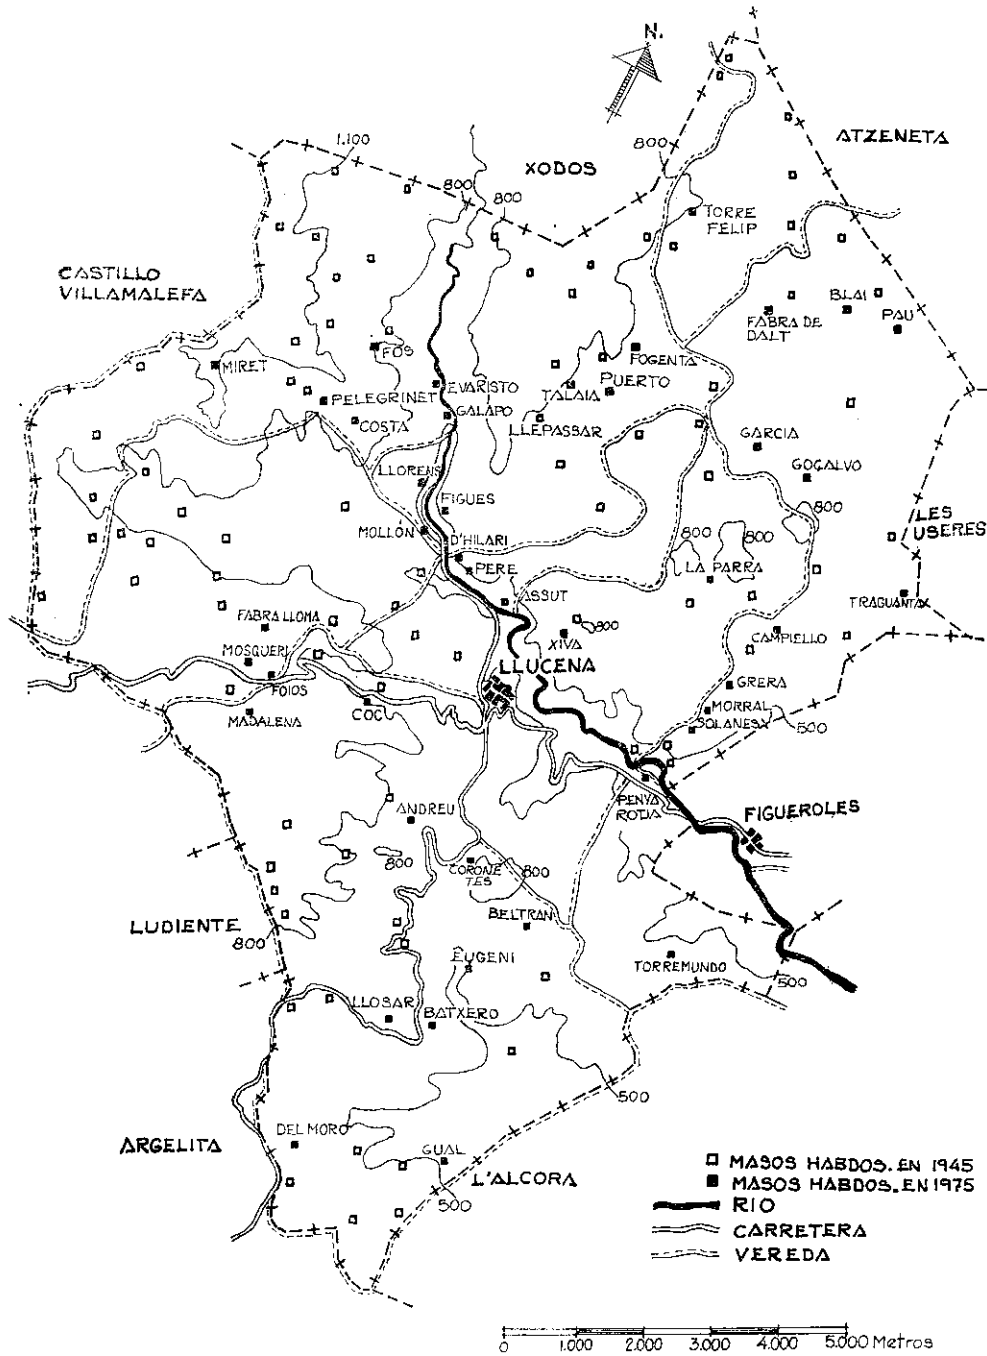 N.
1.100
XODOS
800
800
800
ATZENETA
TORRE
FELIP
CASTILLO
VILLAMALEFA
BLAI
PAU
FABRA DE
DALT
MIRET
FOS
FOGENTA
EVARISTO
TALAIA
PUERTO
PELEGRINET
GALAPO
COSTA
LLEPASSAR
GARCIA
GOÇALVO
LLORENS
FIGUES
800
800
800
LES
USERES
MOLLÓN
D'HILARI
PERE
LA PARRA
ASSUT
TRAGUANTA
FABRA LLOMA
800
XIVA
CAMPIELLO
MOSQUERI
LLUCENA
FOIOS
GRERA
MADALENA
COC
MORRAL
SOLANES
500
PENYA
ROTJA
FIGUEROLES
ANDREU
800
CORONE
TES
800
BELTRAN
LUDIENTE
800
EUGENI
TORREMUNDO
500
LLOSAR
BATXERO
500
DEL MORO
ARGELITA
GUAL
L'ALCORA
500
MASOS HABDOS. EN 1945
MASOS HABDOS. EN 1975
RIO
CARRETERA
VEREDA
0 1.000 2.000 3.000 4.000 5.000 Metros